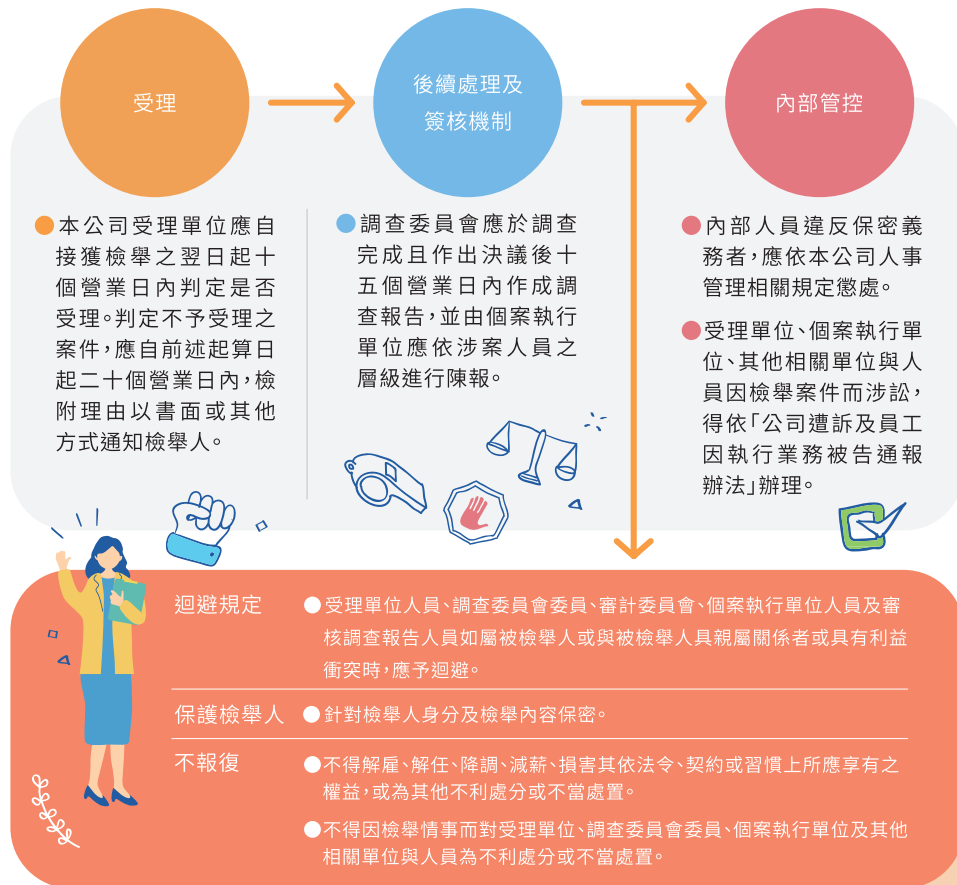 受理
後續處理及
簽核機制
內部管控
●本公司受理單位應自
接獲檢舉之翌日起十
個營業日內判定是否
受理。判定不予受理之
案件,應自前述起算日
起二十個營業日內,檢
附理由以書面或其他
方式通知檢舉人。
●調查委員會應於調查
完成且作出決議後十
五個營業日內作成調
查報告,並由個案執行
單位應依涉案人員之
層級進行陳報。
●內部人員違反保密義
務者,應依本公司人事
管理相關規定懲處。
●受理單位、個案執行單
位、其他相關單位與人
員因檢舉案件而涉訟,
得依「公司遭訴及員工
因執行業務被告通報
辦法」辦理。
迴避規定
●受理單位人員、調查委員會委員、審計委員會、個案執行單位人員及審
核調查報告人員如屬被檢舉人或與被檢舉人具親屬關係者或具有利益
衝突時,應予迴避。
保護檢舉人
●針對檢舉人身分及檢舉內容保密。
不報復
●不得解雇、解任、降調、減薪、損害其依法令、契約或習慣上所應享有之
權益,或為其他不利處分或不當處置。
●不得因檢舉情事而對受理單位、調查委員會委員、個案執行單位及其他
相關單位與人員為不利處分或不當處置。